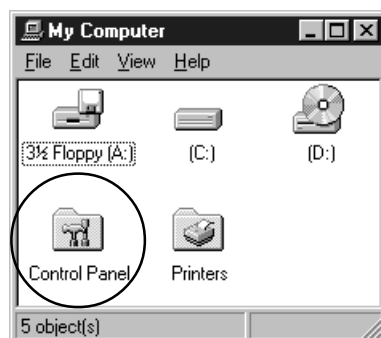 My Computer
File Edit View Help
3½ Floppy (A:) (C:) (D:)
Control Panel Printers
5 object(s)